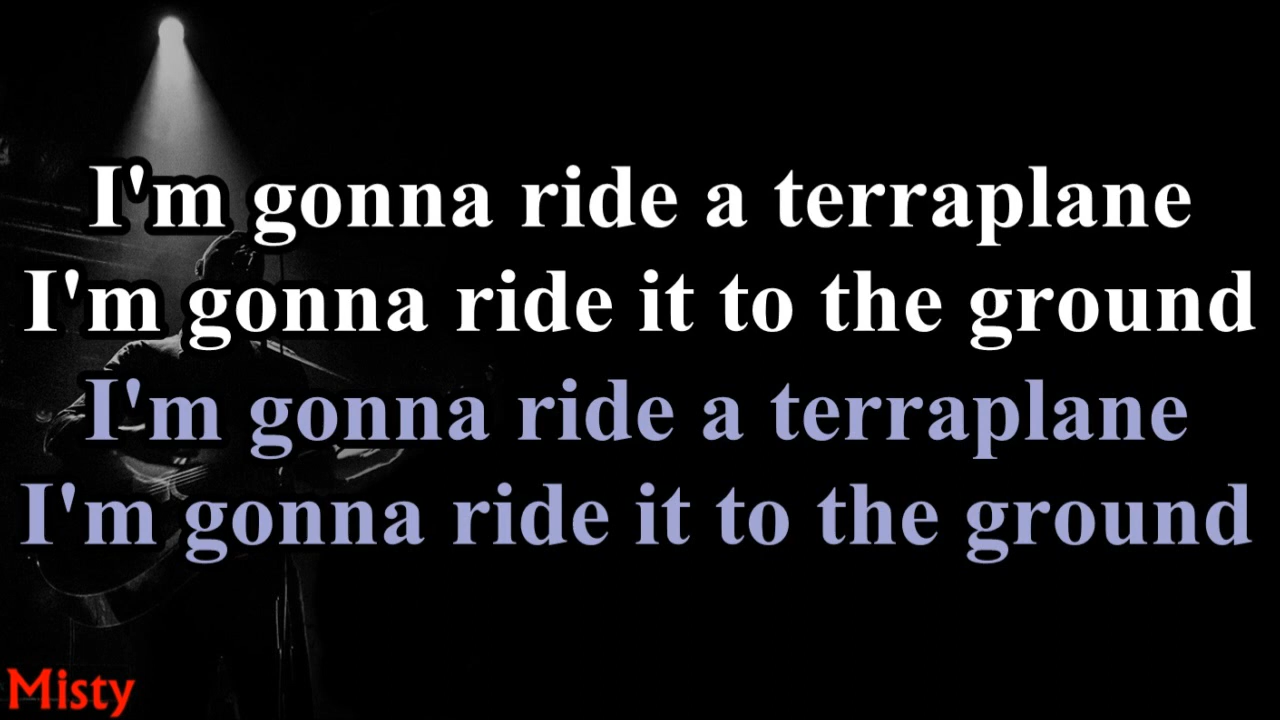 I'm gonna ride a terraplane
I'm gonna ride it to the ground
I'm gonna ride a terraplane
I'm gonna ride it to the ground
Misty